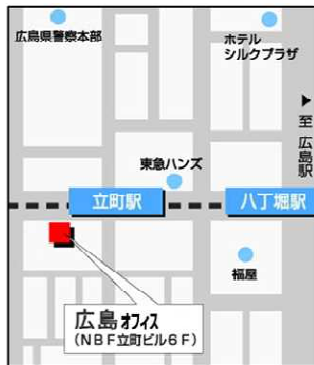 広島県警察本部
ホテル
シルクプラザ
▶至 広島駅
東急ハンズ
立町駅
八丁堀駅
福屋
広島オフィス
(NBF立町ビル6F)